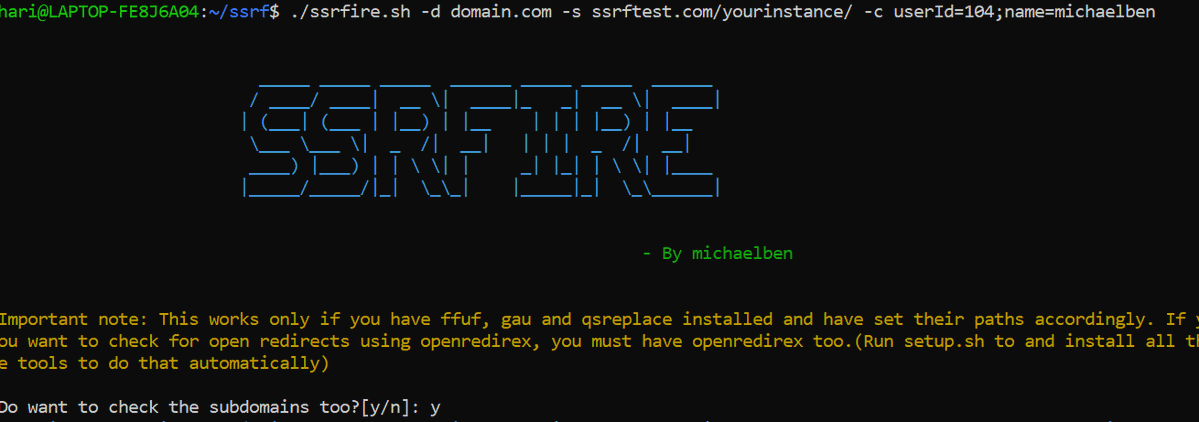 hari@LAPTOP-FE8J6A04:~/ssrf$ ./ssrfire.sh -d domain.com -s ssrftest.com/yourinstance/ -c userId=104;name=michaelben
SSRFIRE
- By michaelben
Important note: This works only if you have ffuf, gau and qsreplace installed and have set their paths accordingly. If y
ou want to check for open redirects using openredirex, you must have openredirex too.(Run setup.sh to and install all th
e tools to do that automatically)
Do want to check the subdomains too?[y/n]: y